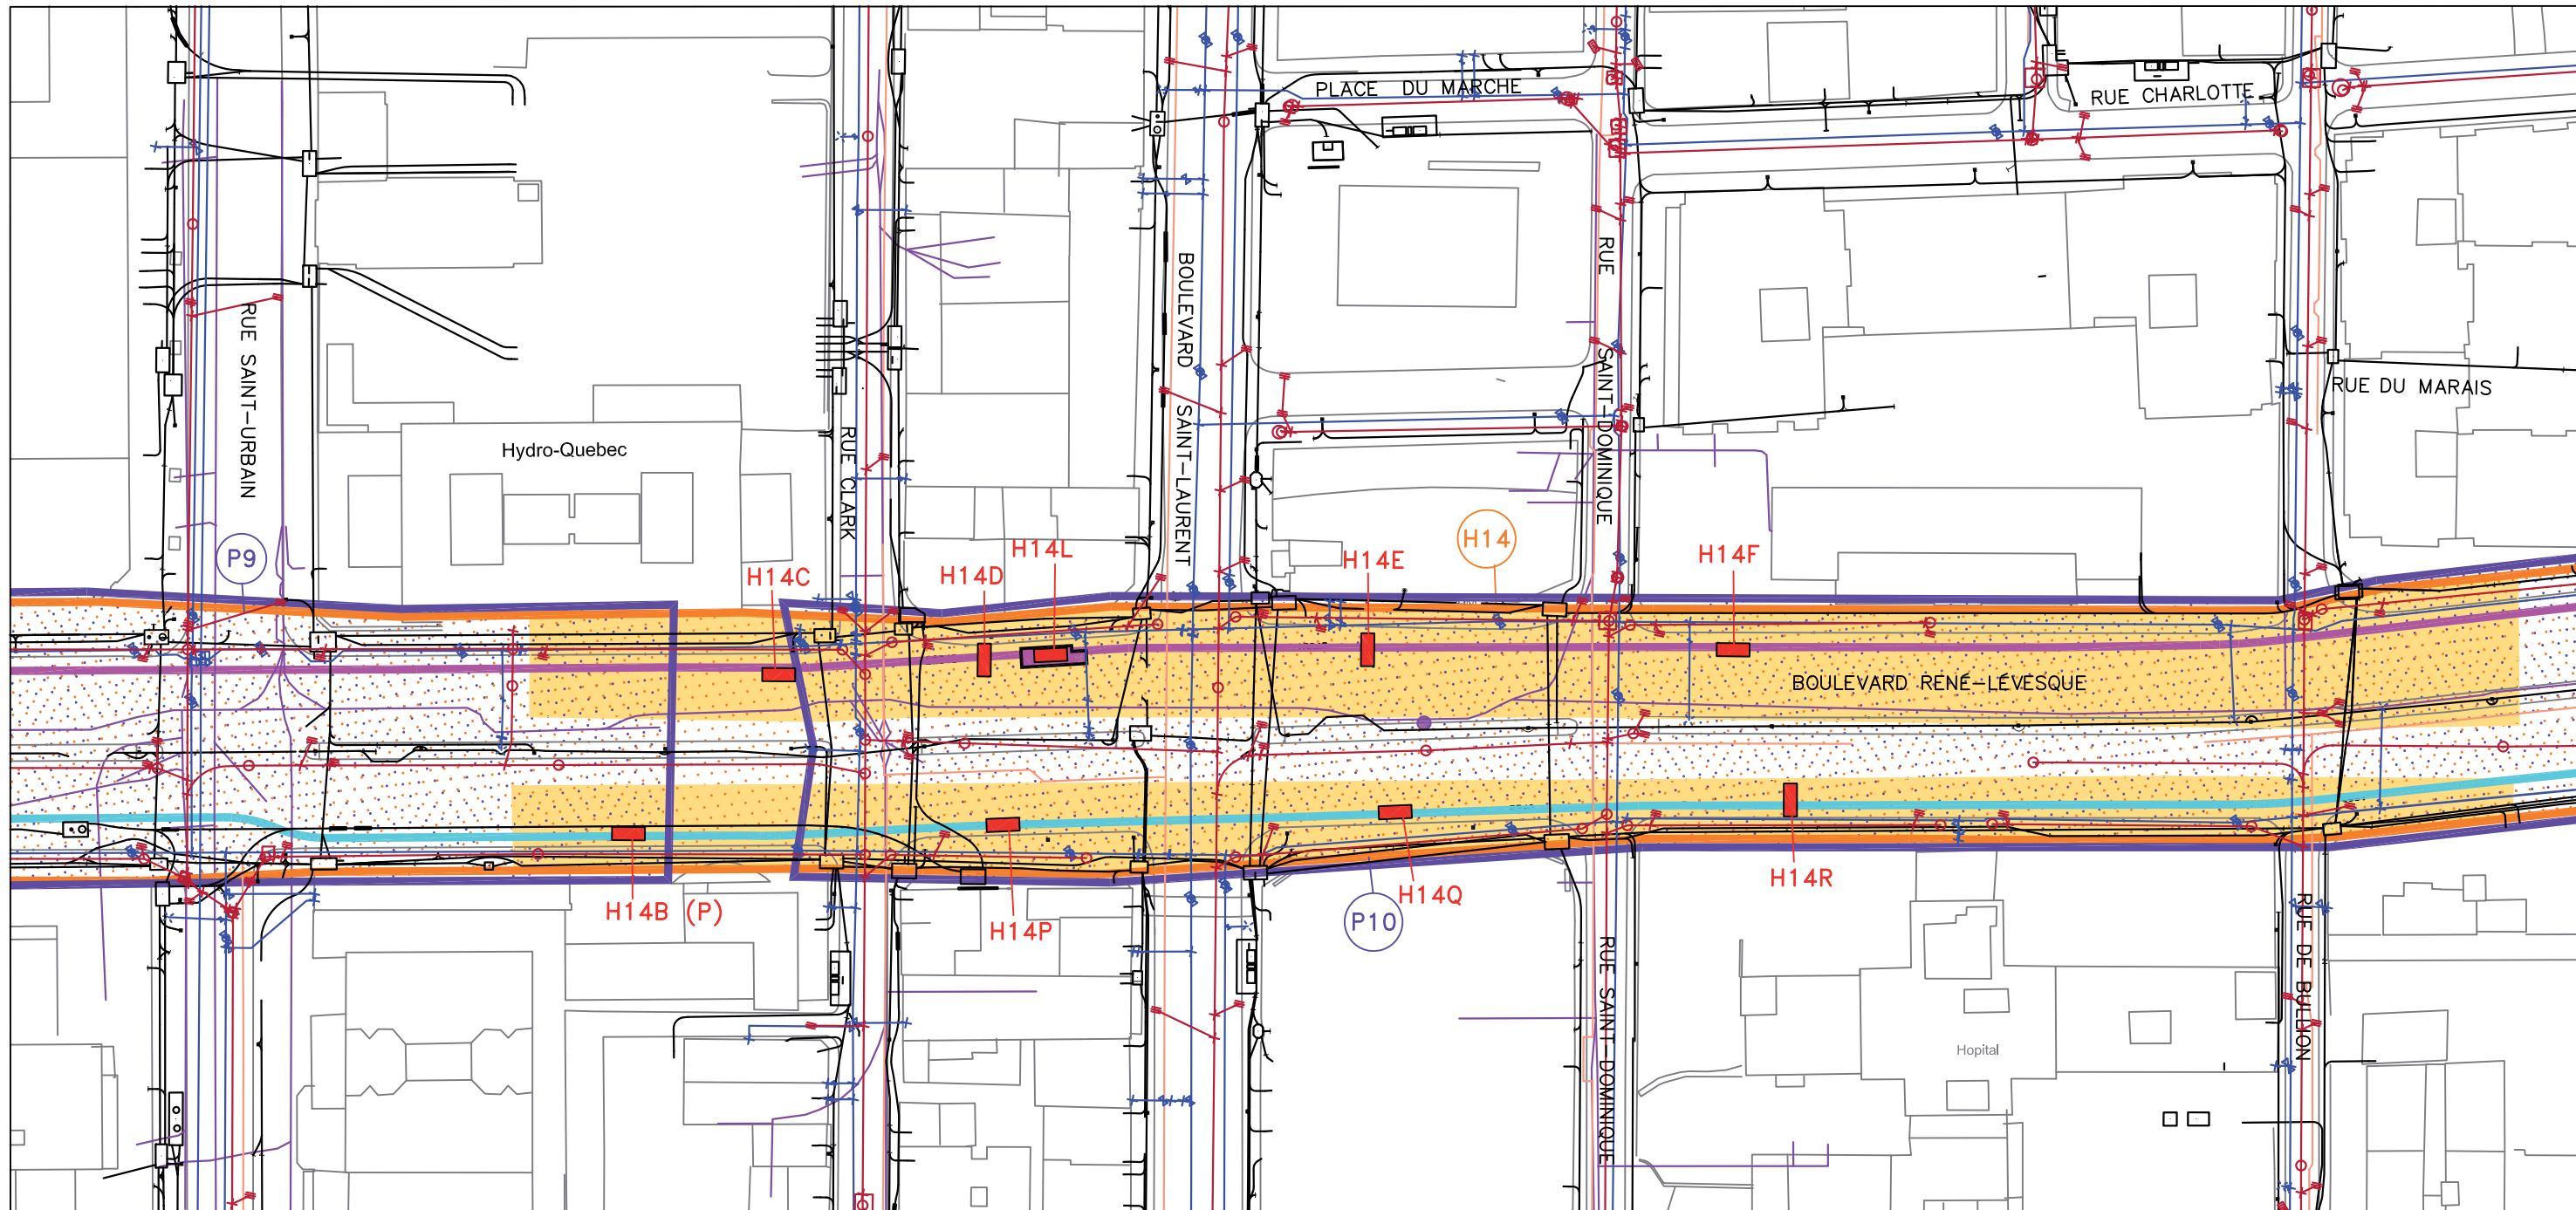 PLACE DU MARCHE
RUE CHARLOTTE
RUE SAINT-URBAIN
BOULEVARD SAINT-LAURENT
RUE SAINT-DOMINIQUE
RUE DU MARAIS
Hydro-Quebec
RUE CLARK
P9
H14C
H14D
H14L
H14E
H14
H14F
BOULEVARD RENÉ-LÉVESQUE
H14B (P)
H14P
P10
H14Q
H14R
RUE SAINT-DOMINIQUE
RUE DE BULLION
Hopital